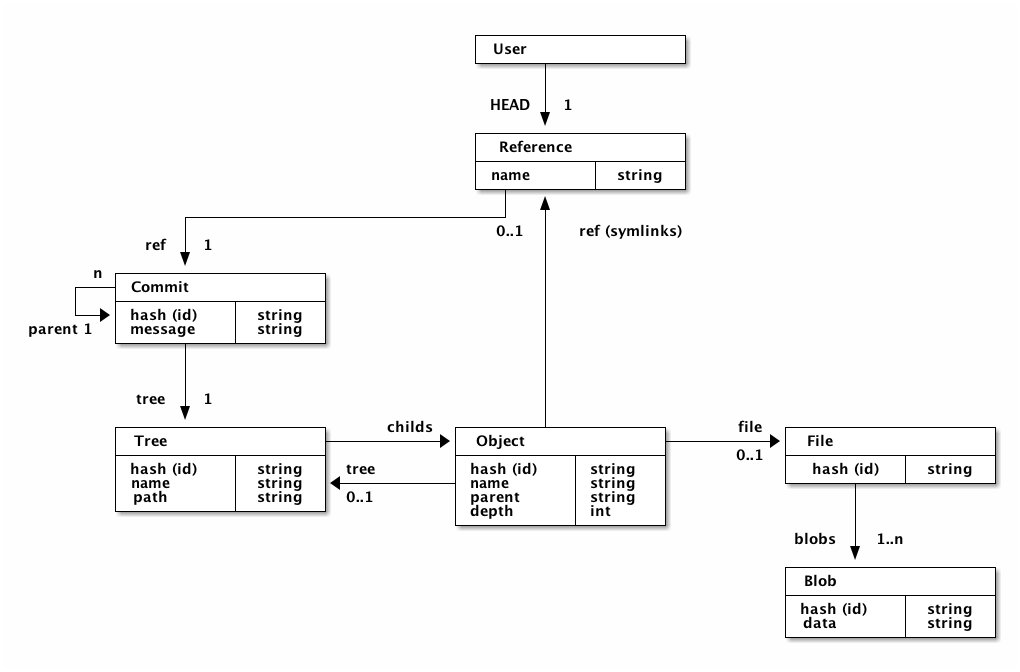 User
HEAD 1
Reference
name string
0..1 ref (symlinks)
ref 1
n
Commit
hash (id) string
parent 1
message string
tree 1
childs
file
Tree
Object
File
0..1
hash (id) string
name string
path string
tree
0..1
hash (id) string
name string
parent string
depth int
hash (id) string
blobs 1..n
Blob
hash (id) string
data string